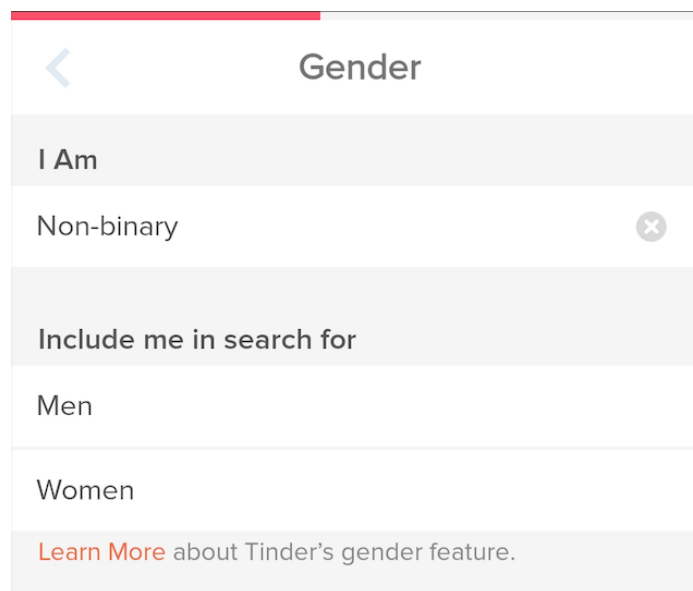 Gender
I Am
Non-binary
Include me in search for
Men
Women
Learn More about Tinder’s gender feature.